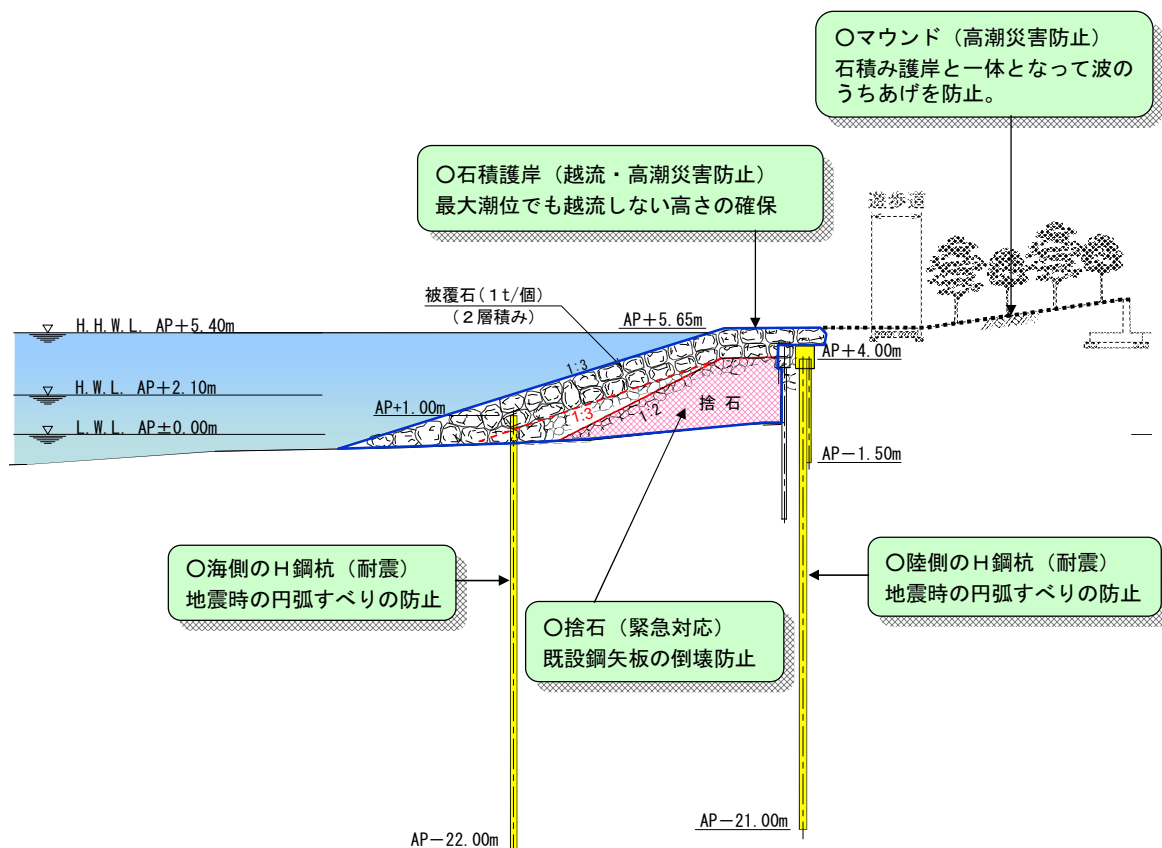 〇マウンド（高潮災害防止）
石積み護岸と一体となって波の
うちあげを防止。
〇石積護岸（越流・高潮災害防止）
最大潮位でも越流しない高さの確保
遊歩道
被覆石(１t/個)
（２層積み）
H.H.W.L. AP＋5.40m
AP＋5.65m
AP＋4.00m
1:3
H.W.L. AP＋2.10m
AP+1.00m
捨 石
1:3
1:2
L.W.L. AP±0.00m
AP－1.50m
〇海側のＨ鋼杭（耐震）
地震時の円弧すべりの防止
〇陸側のＨ鋼杭（耐震）
地震時の円弧すべりの防止
〇捨石（緊急対応）
既設鋼矢板の倒壊防止
AP－21.00m
AP－22.00m